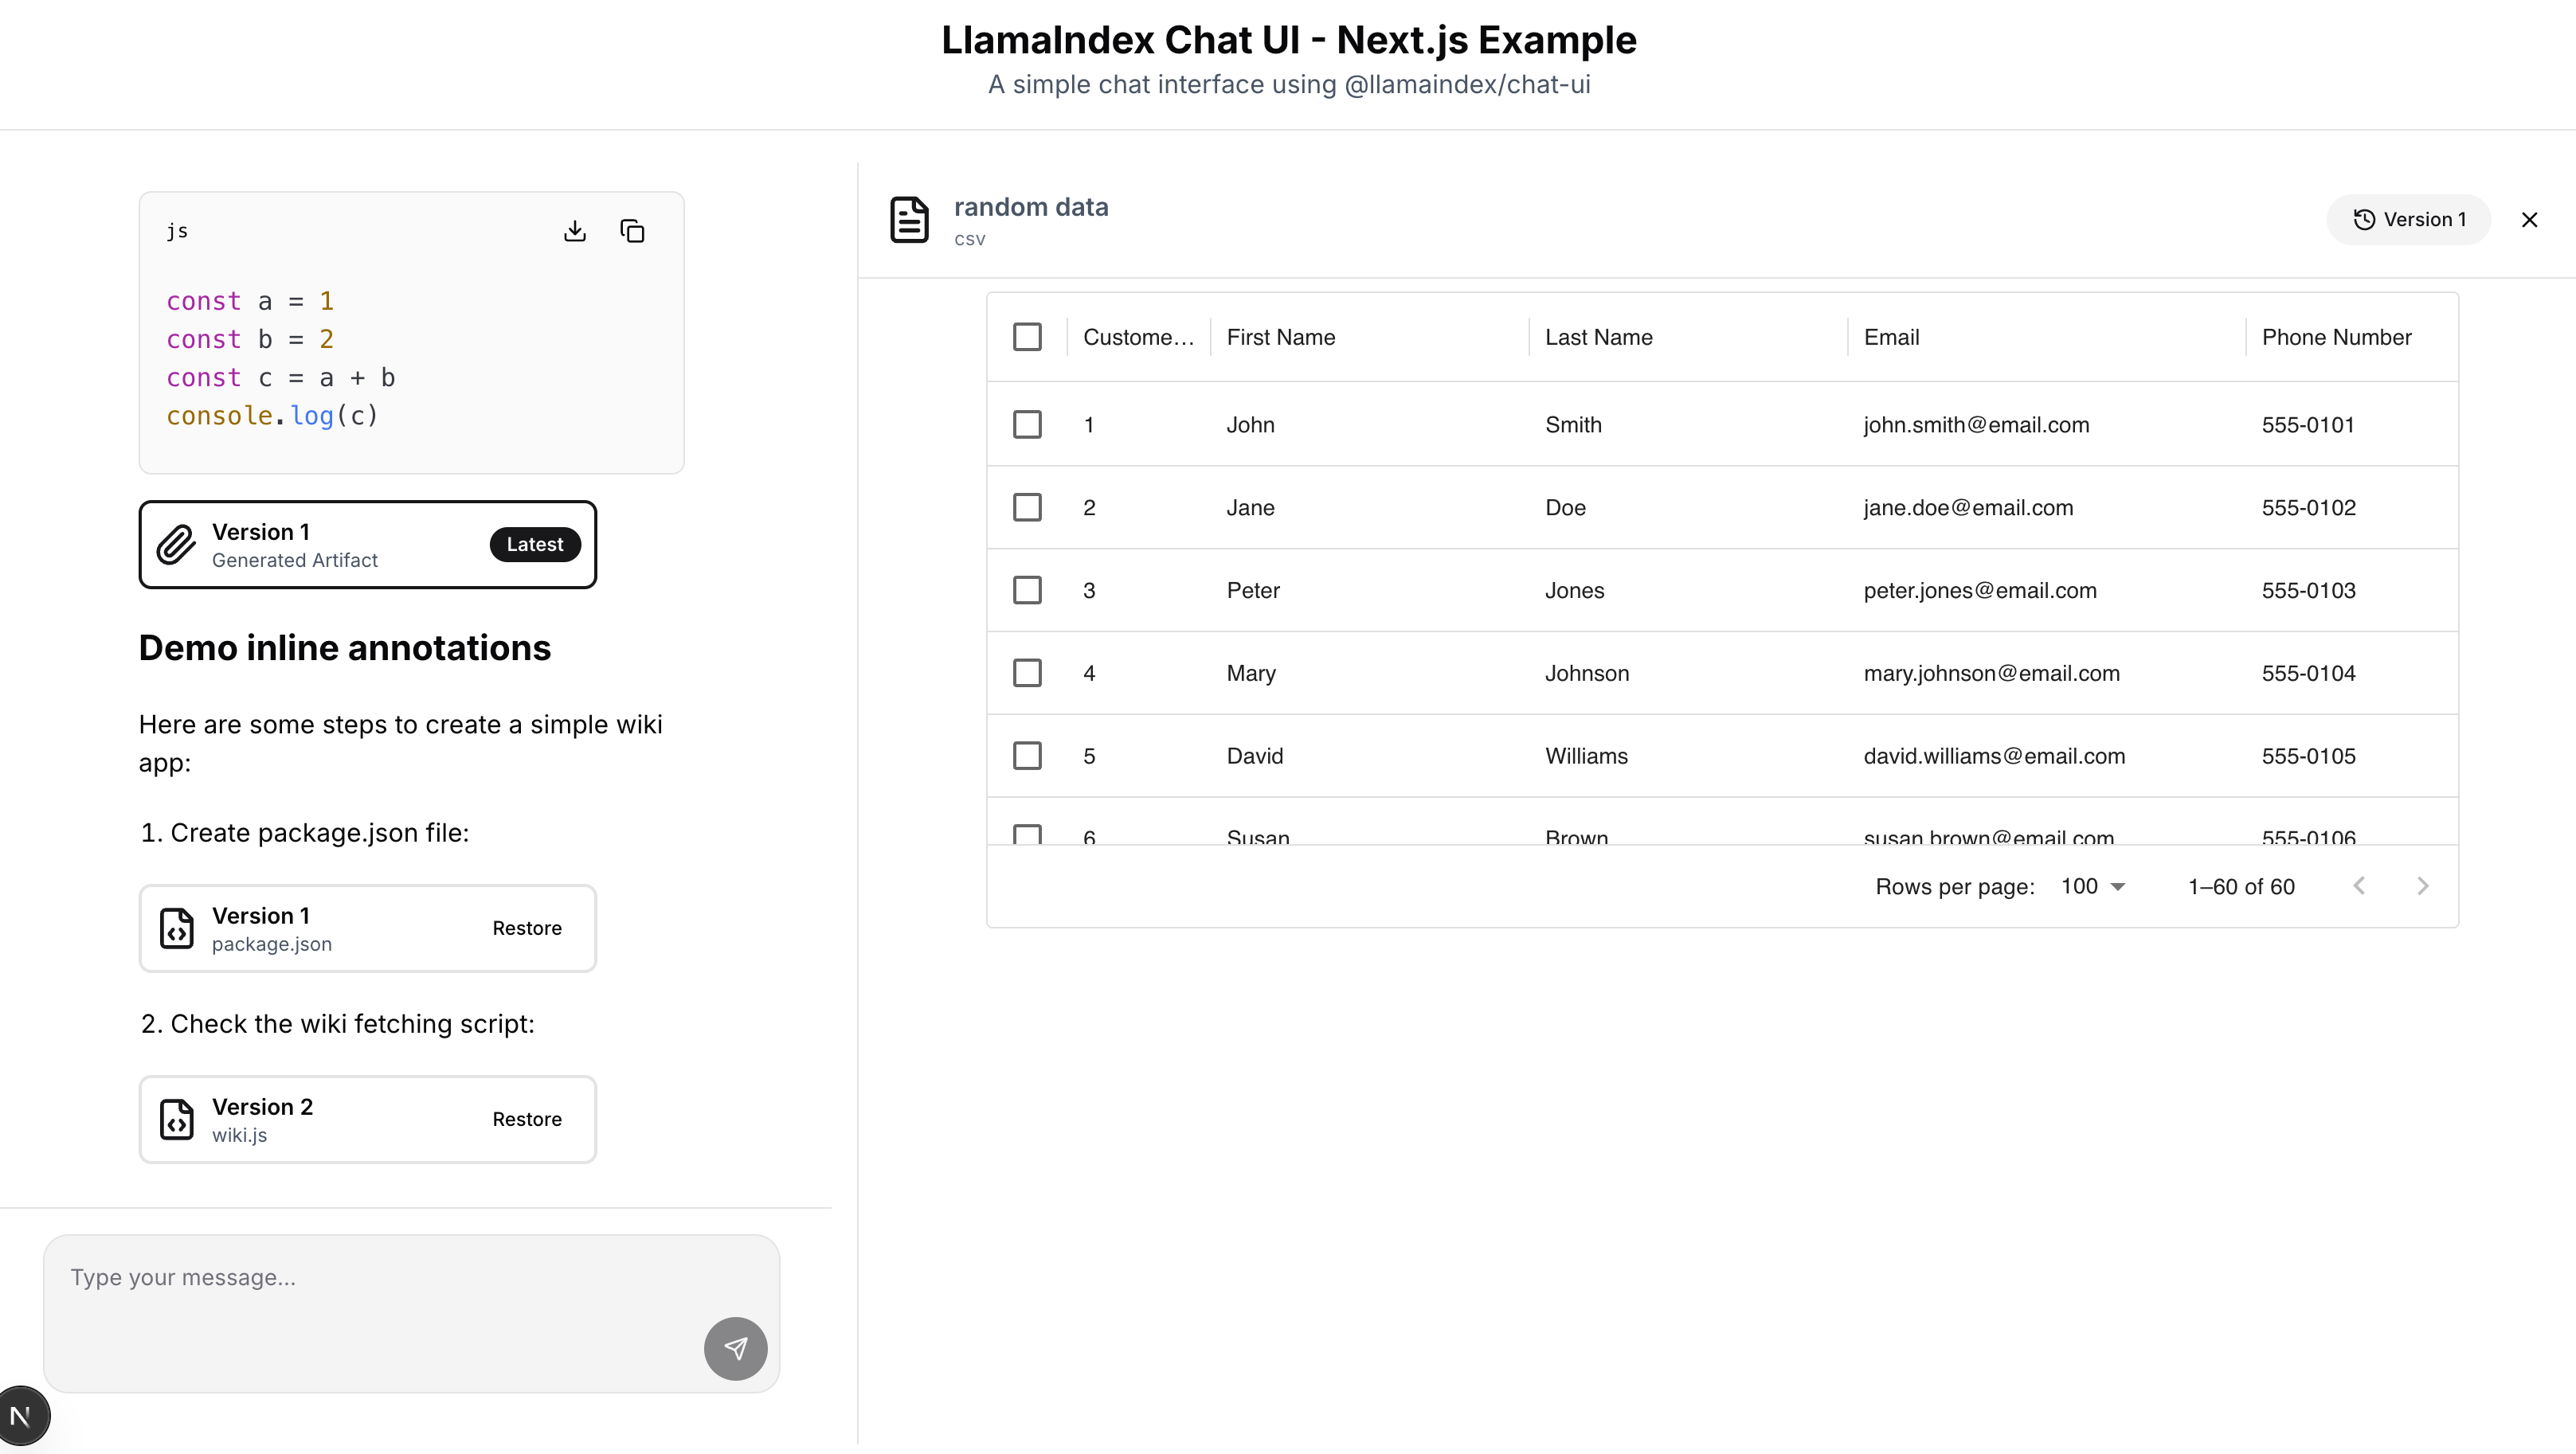 LlamaIndex Chat UI - Next.js Example
A simple chat interface using @llamaindex/chat-ui
js
const a = 1
const b = 2
const c = a + b
console.log(c)
Version 1
Generated Artifact
Latest
Demo inline annotations
Here are some steps to create a simple wiki
app:
1. Create package.json file:
Version 1
package.json
Restore
2. Check the wiki fetching script:
Version 2
wiki.js
Restore
Type your message...
N
random data
csv
Version 1
Custome... First Name Last Name Email Phone Number
1 John Smith john.smith@email.com 555-0101
2 Jane Doe jane.doe@email.com 555-0102
3 Peter Jones peter.jones@email.com 555-0103
4 Mary Johnson mary.johnson@email.com 555-0104
5 David Williams david.williams@email.com 555-0105
6 Susan Brown susan.brown@email.com 555-0106
Rows per page: 100 1–60 of 60